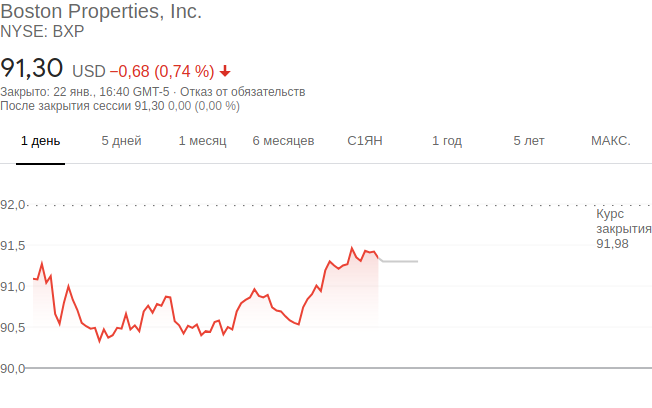 Boston Properties, Inc.
NYSE: BXP
91,30 USD −0,68 (0,74 %)
Закрыто: 22 янв., 16:40 GMT-5 · Отказ от обязательств
После закрытия сессии 91,30 0,00 (0,00 %)
1 день 5 дней 1 месяц 6 месяцев С1ЯН 1 год 5 лет МАКС.
92,0
Курс
закрытия
91,98
91,5
91,0
90,5
90,0